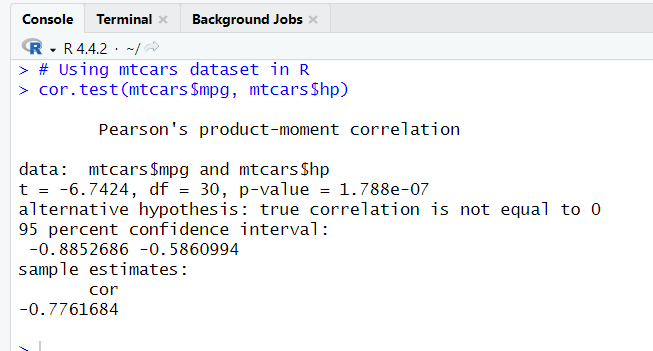 Console Terminal Background Jobs
R R 4.4.2 · ~/
> # Using mtcars dataset in R
> cor.test(mtcars$mpg, mtcars$hp)
Pearson's product-moment correlation
data:  mtcars$mpg and mtcars$hp
t = -6.7424, df = 30, p-value = 1.788e-07
alternative hypothesis: true correlation is not equal to 0
95 percent confidence interval:
-0.8852686 -0.5860994
sample estimates:
cor
-0.7761684
>